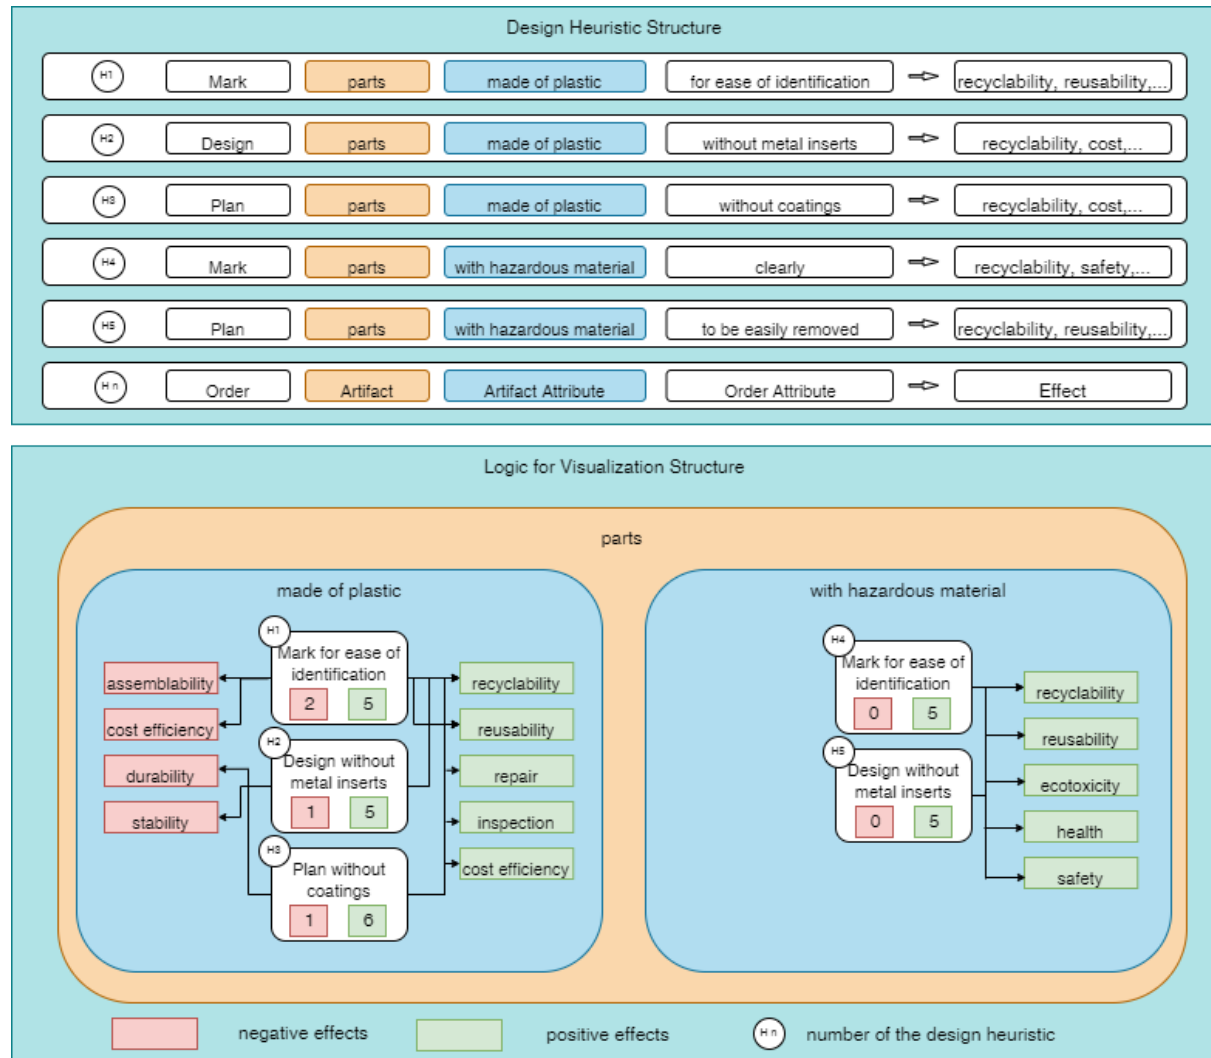 Design Heuristic Structure
H1 Mark parts made of plastic for ease of identification recyclability, reusability,...
H2 Design parts made of plastic without metal inserts recyclability, cost,...
H3 Plan parts made of plastic without coatings recyclability, cost,...
H4 Mark parts with hazardous material clearly recyclability, safety,...
H5 Plan parts with hazardous material to be easily removed recyclability, reusability,...
H n Order Artifact Artifact Attribute Order Attribute Effect
Logic for Visualization Structure
parts
made of plastic
H1
Mark for ease of
identification
2 5
H2
Design without
metal inserts
1 5
H3
Plan without
coatings
1 6
assemblability
cost efficiency
durability
stability
recyclability
reusability
repair
inspection
cost efficiency
with hazardous material
H4
Mark for ease of
identification
0 5
H5
Design without
metal inserts
0 5
recyclability
reusability
ecotoxicity
health
safety
negative effects
positive effects
H n number of the design heuristic